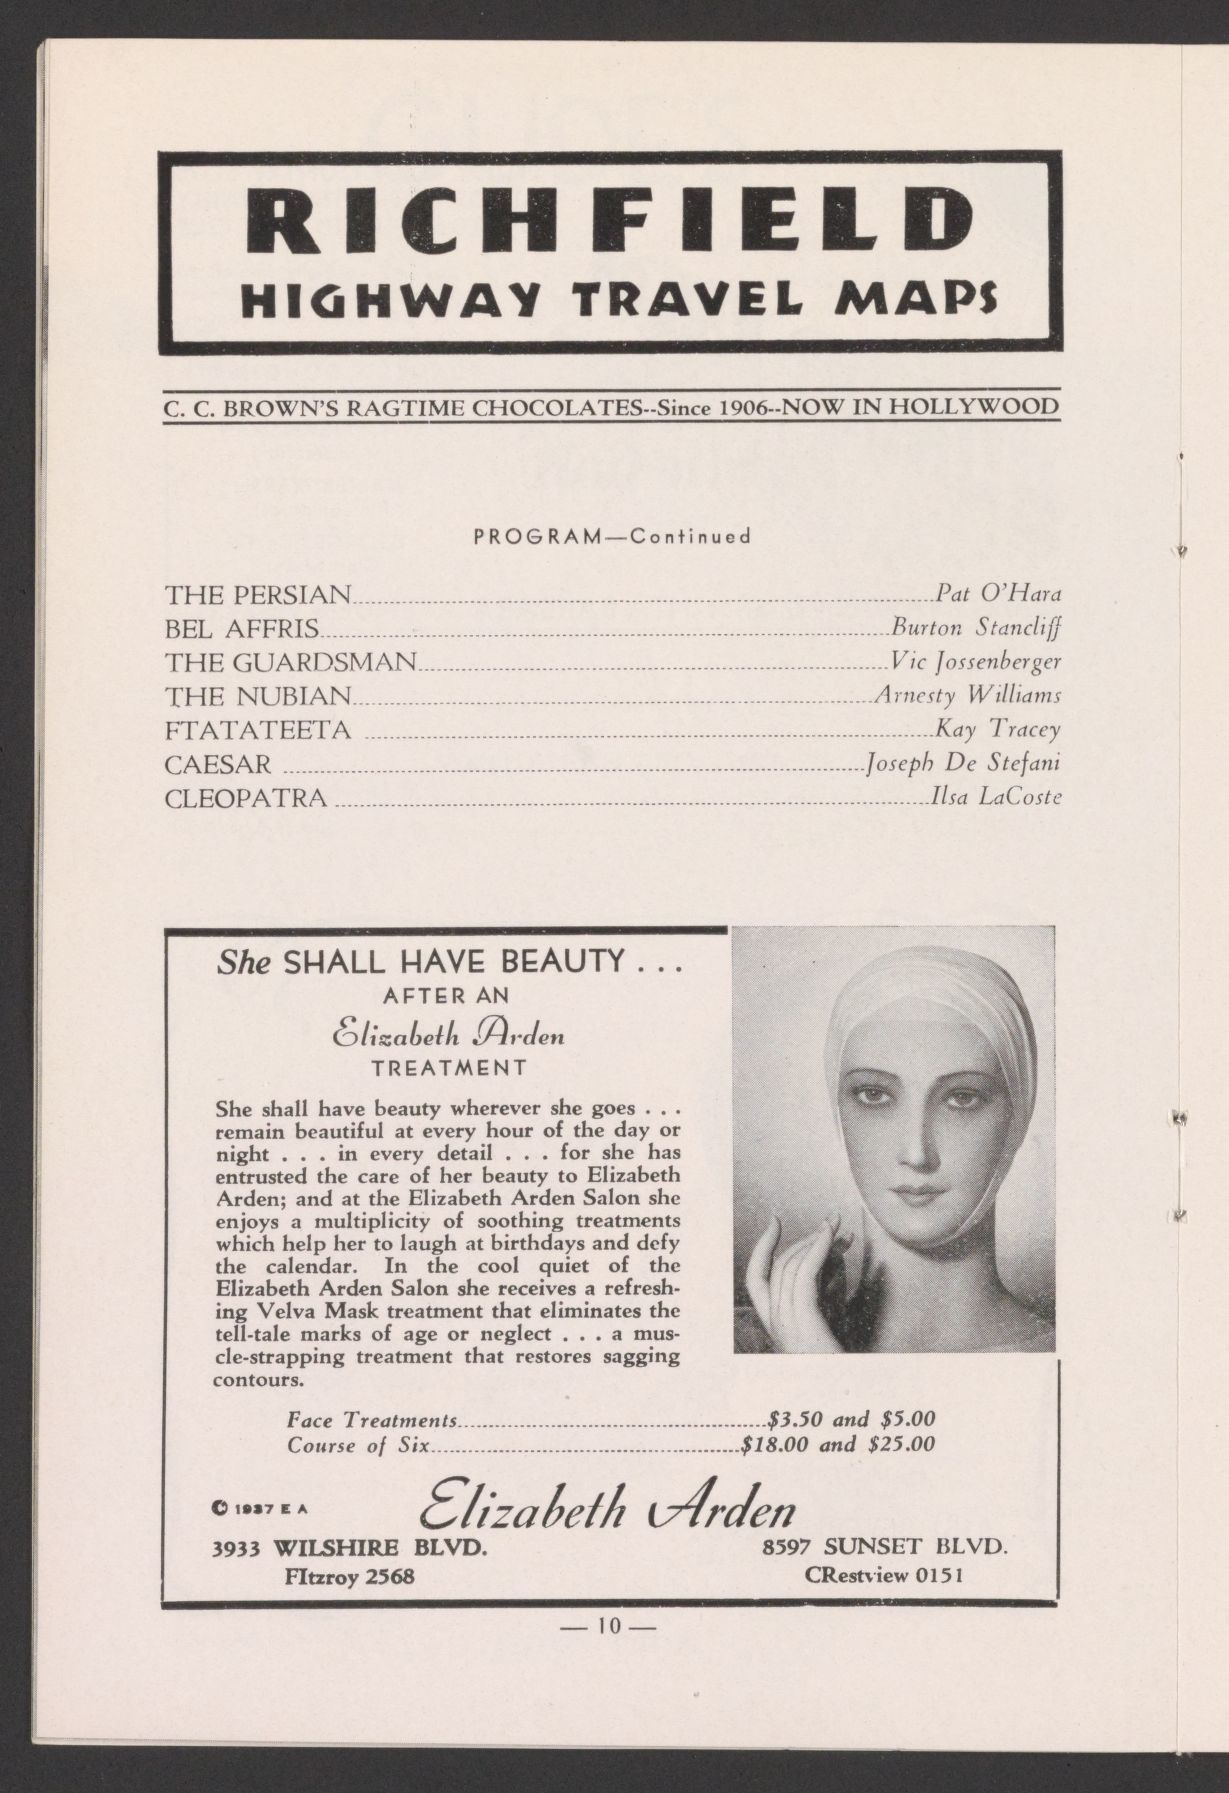 RICHFIELD
HIGHWAY TRAVEL MAPS
C. C. BROWN'S RAGTIME CHOCOLATES--Since 1906--NOW IN HOLLYWOOD
PROGRAM—Continued
THE PERSIAN Pat O'Hara
BEL AFFRIS Burton Stancliff
THE GUARDSMAN Vic Jossenberger
THE NUBIAN Arnesty Williams
FTATATEETA Kay Tracey
CAESAR Joseph De Stefani
CLEOPATRA Ilsa LaCoste
She SHALL HAVE BEAUTY . . .
AFTER AN
Elizabeth Arden
TREATMENT
She shall have beauty wherever she goes . . .
remain beautiful at every hour of the day or
night . . . in every detail . . . for she has
entrusted the care of her beauty to Elizabeth
Arden; and at the Elizabeth Arden Salon she
enjoys a multiplicity of soothing treatments
which help her to laugh at birthdays and defy
the calendar. In the cool quiet of the
Elizabeth Arden Salon she receives a refresh-
ing Velva Mask treatment that eliminates the
tell-tale marks of age or neglect . . . a mus-
cle-strapping treatment that restores sagging
contours.
Face Treatments $3.50 and $5.00
Course of Six $18.00 and $25.00
© 1937 E A
Elizabeth Arden
3933 WILSHIRE BLVD. 8597 SUNSET BLVD.
FItzroy 2568 CRestview 0151
— 10 —